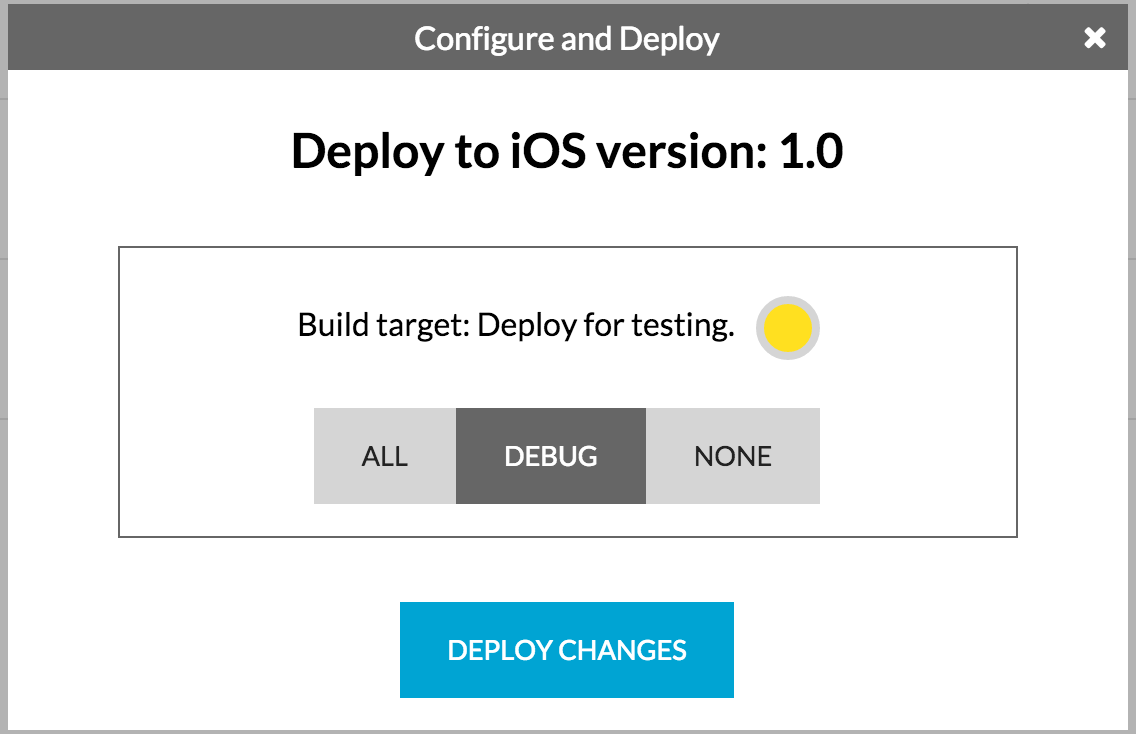 Configure and Deploy
Deploy to iOS version: 1.0
Build target: Deploy for testing.
ALL DEBUG NONE
DEPLOY CHANGES